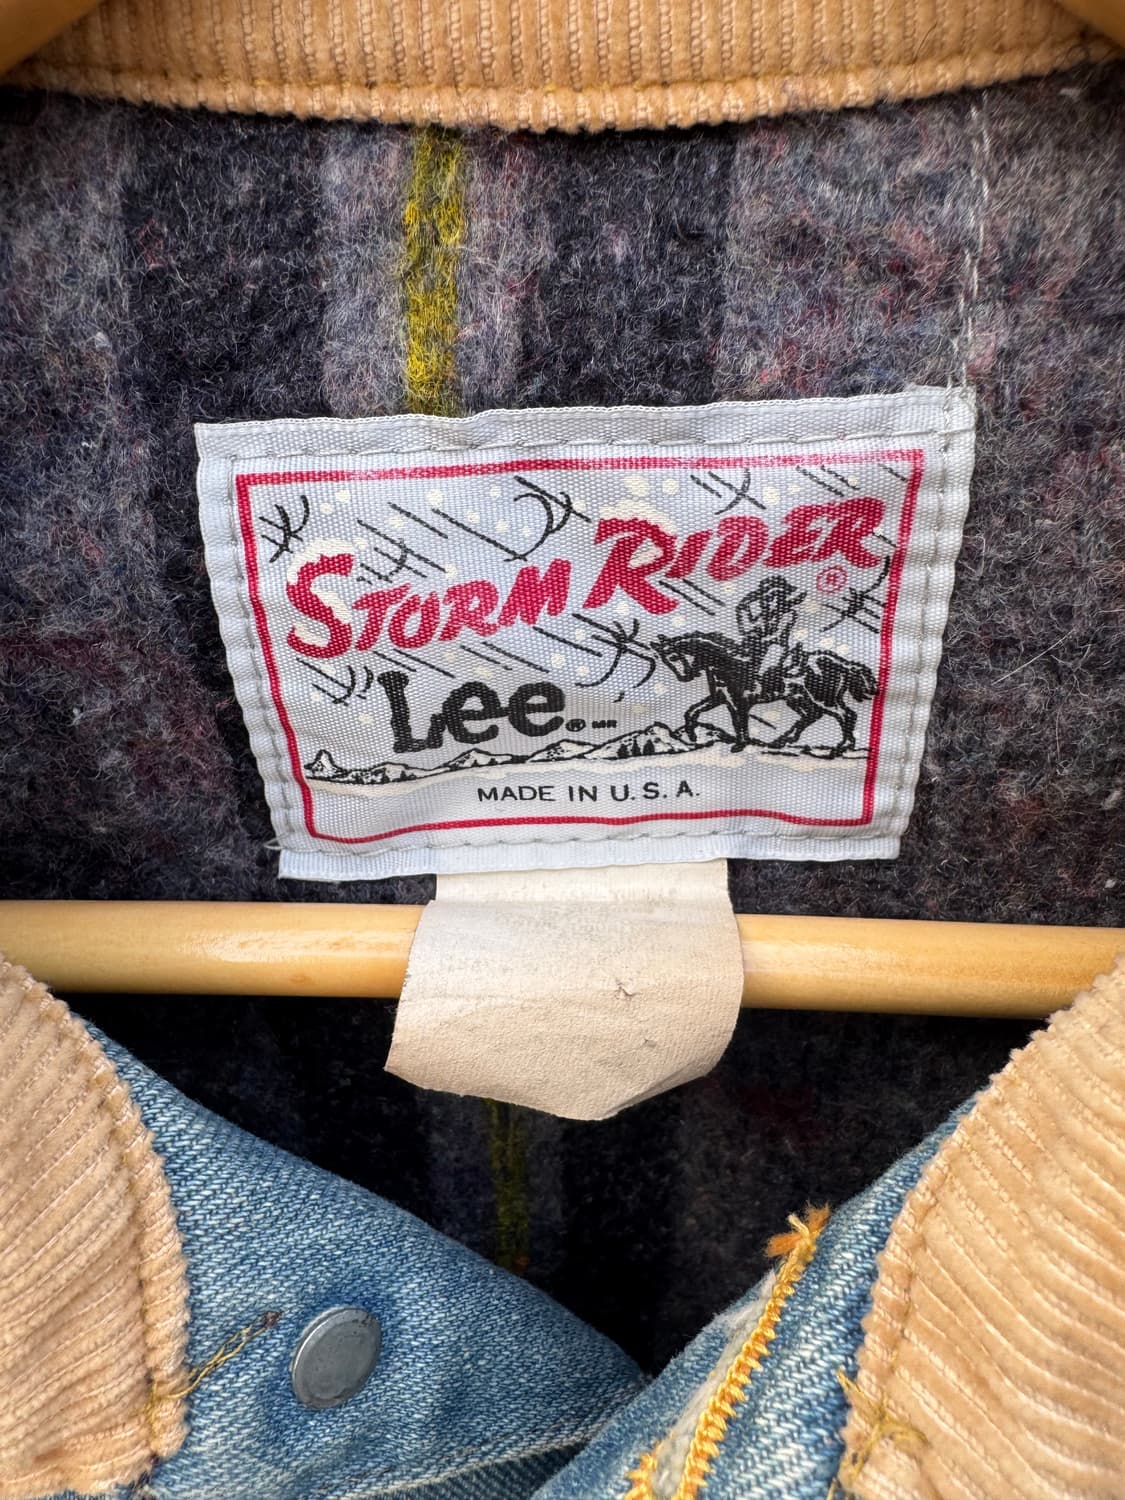 STORM RIDER ®
Lee®
MADE IN U.S.A.